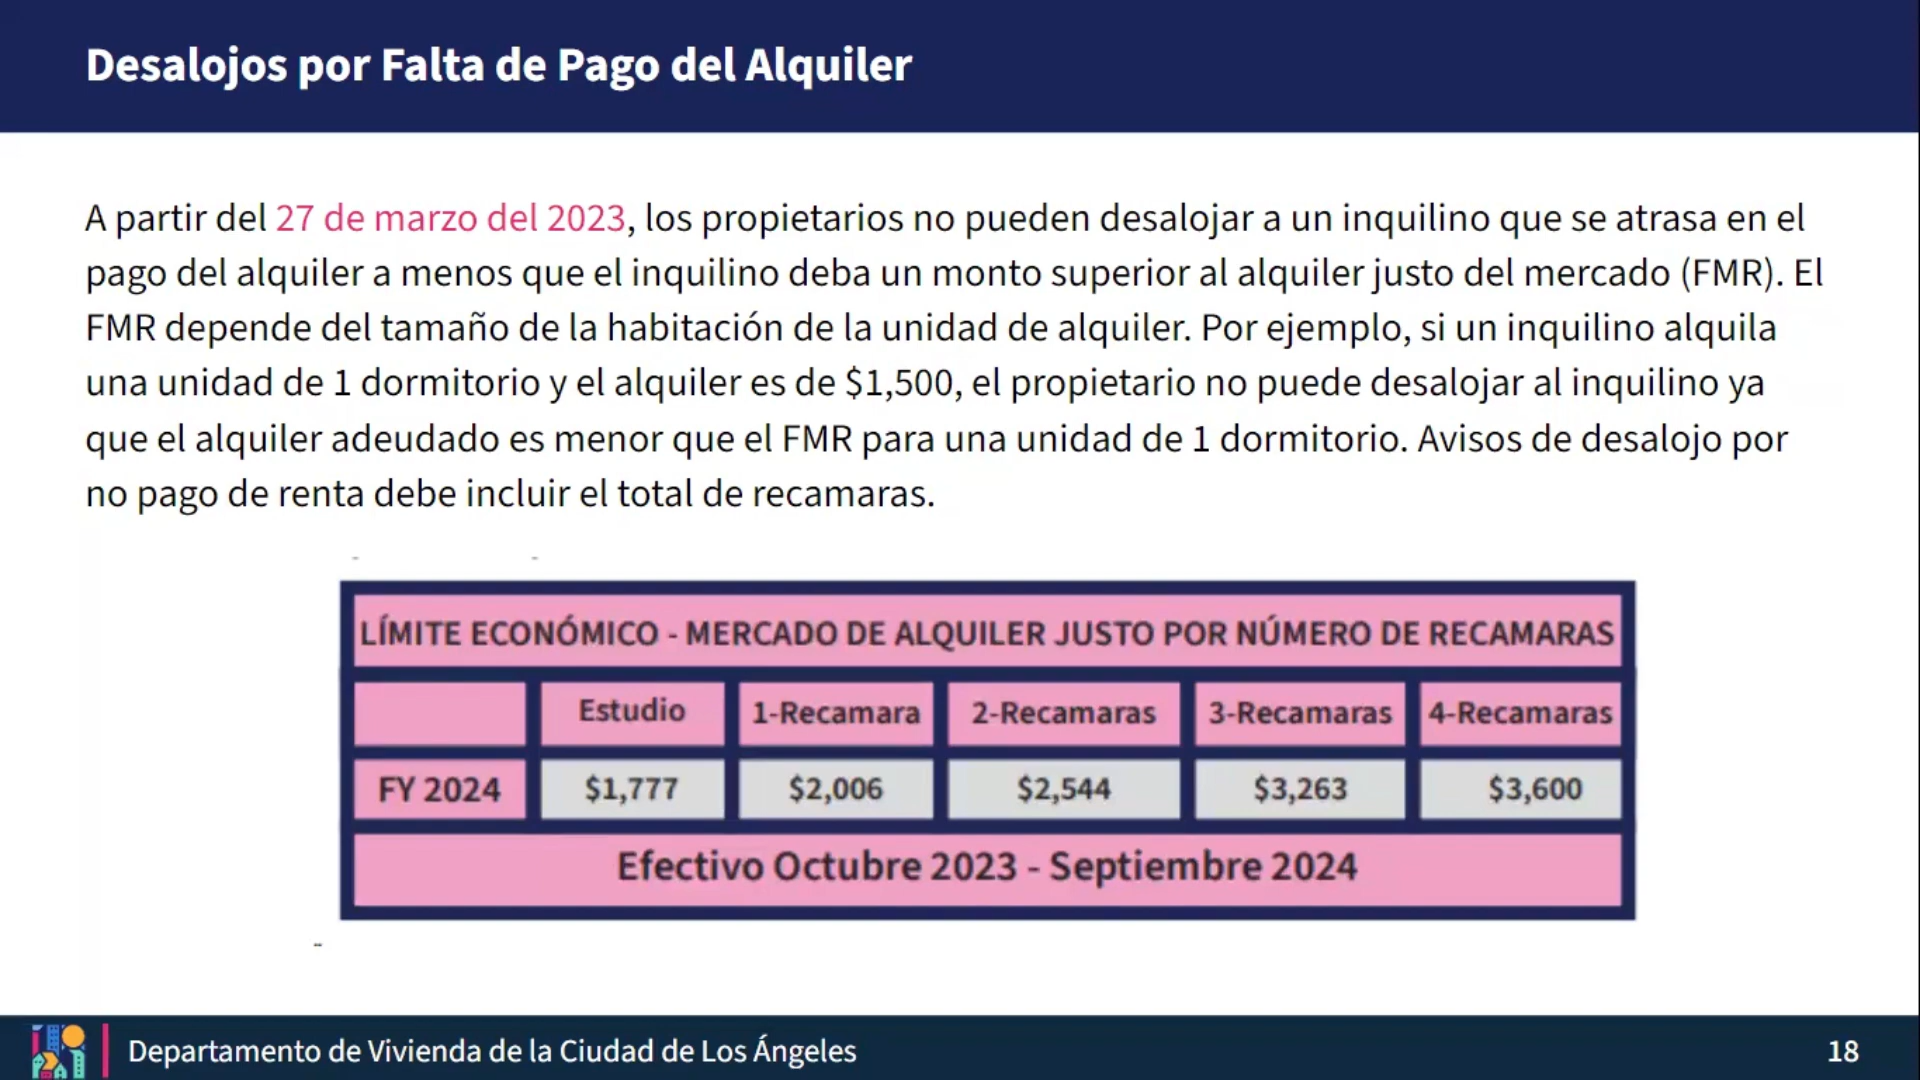 Desalojos por Falta de Pago del Alquiler
A partir del 27 de marzo del 2023, los propietarios no pueden desalojar a un inquilino que se atrasa en el
pago del alquiler a menos que el inquilino deba un monto superior al alquiler justo del mercado (FMR). El
FMR depende del tamaño de la habitación de la unidad de alquiler. Por ejemplo, si un inquilino alquila
una unidad de 1 dormitorio y el alquiler es de $1,500, el propietario no puede desalojar al inquilino ya
que el alquiler adeudado es menor que el FMR para una unidad de 1 dormitorio. Avisos de desalojo por
no pago de renta debe incluir el total de recamaras.
LÍMITE ECONÓMICO - MERCADO DE ALQUILER JUSTO POR NÚMERO DE RECAMARAS
Estudio 1-Recamara 2-Recamaras 3-Recamaras 4-Recamaras
FY 2024 $1,777 $2,006 $2,544 $3,263 $3,600
Efectivo Octubre 2023 - Septiembre 2024
Departamento de Vivienda de la Ciudad de Los Ángeles 18